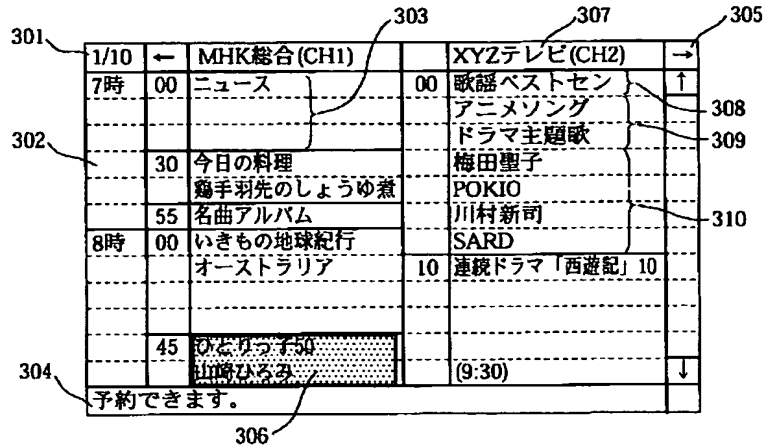 303
307
305
301
1/10 ← MHK総合(CH1) XYZテレビ(CH2) →
7時 00 ニュース 00 歌謡ベストセン ↑
アニメソング 308
ドラマ主題歌 309
302
30 今日の料理 梅田聖子
鶏手羽先のしょうゆ煮 POKIO
55 名曲アルバム 川村新司 310
8時 00 いきもの地球紀行 SARD
オーストラリア 10 連続ドラマ「西遊記」10
45 ひとりっ子50
山崎ひろみ (9:30) ↓
304
予約できます。
306